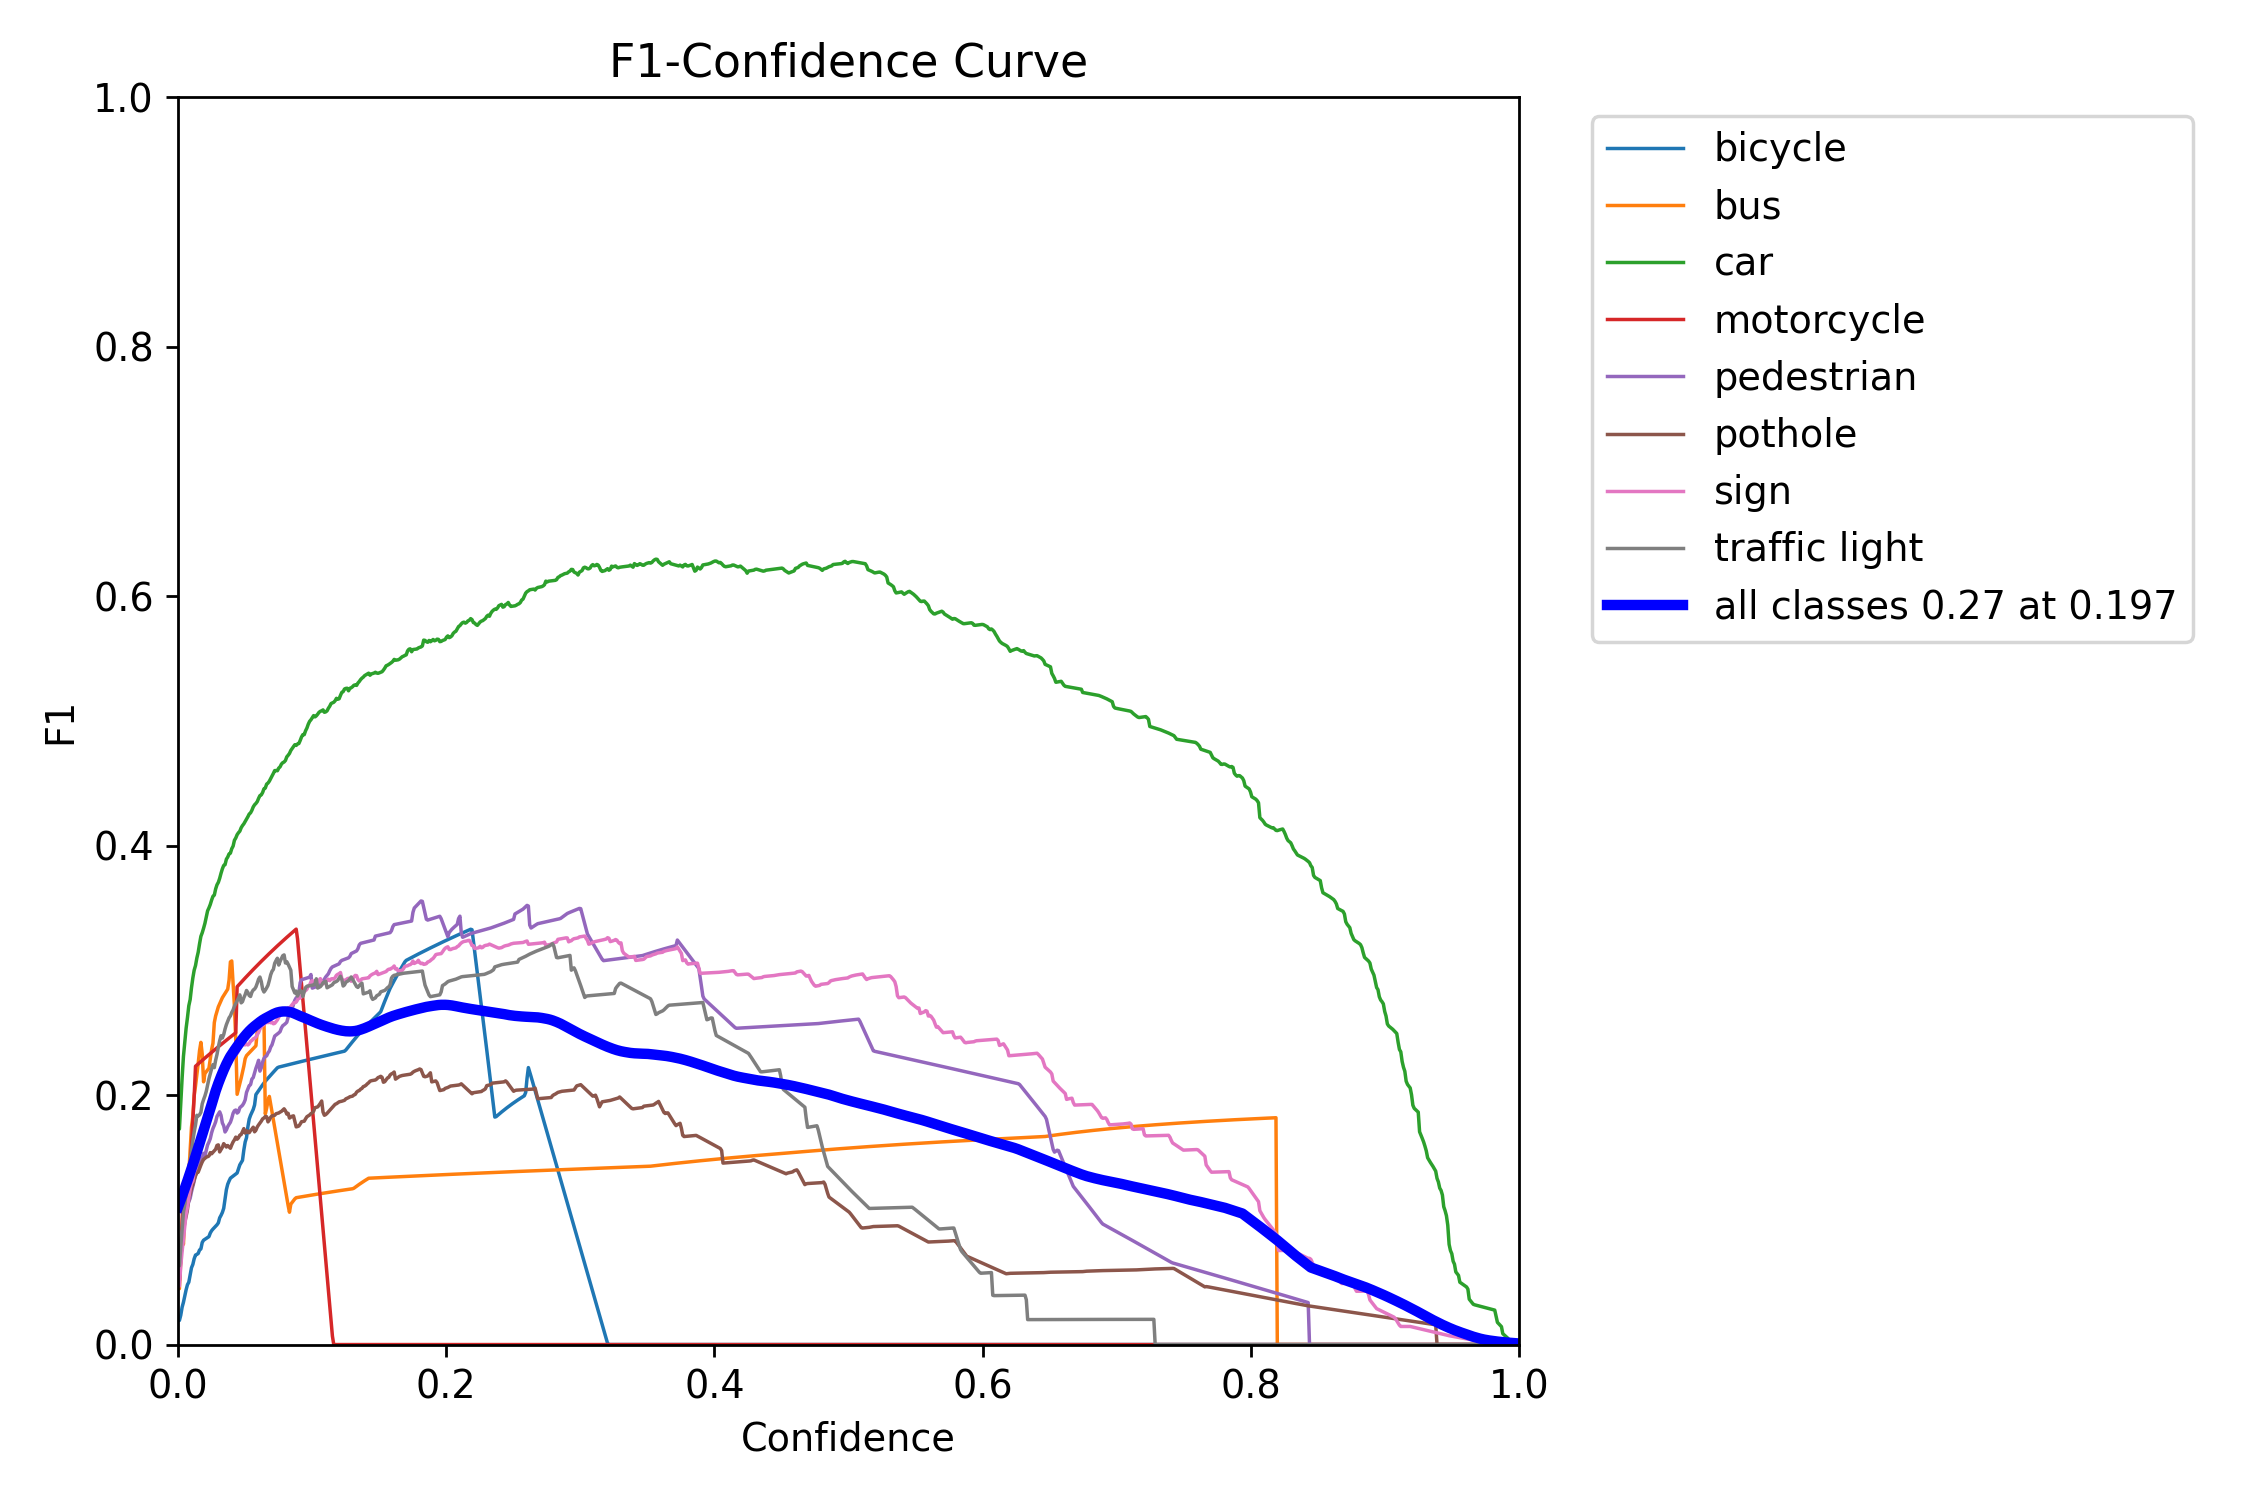 F1-Confidence Curve
1.0
0.8
0.6
0.4
0.2
0.0
F1
0.0 0.2 0.4 0.6 0.8 1.0
Confidence
bicycle
bus
car
motorcycle
pedestrian
pothole
sign
traffic light
all classes 0.27 at 0.197